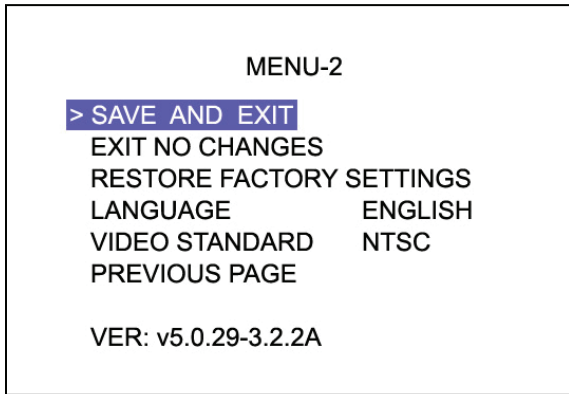 MENU-2
> SAVE AND EXIT
EXIT NO CHANGES
RESTORE FACTORY SETTINGS
LANGUAGE ENGLISH
VIDEO STANDARD NTSC
PREVIOUS PAGE
VER: v5.0.29-3.2.2A